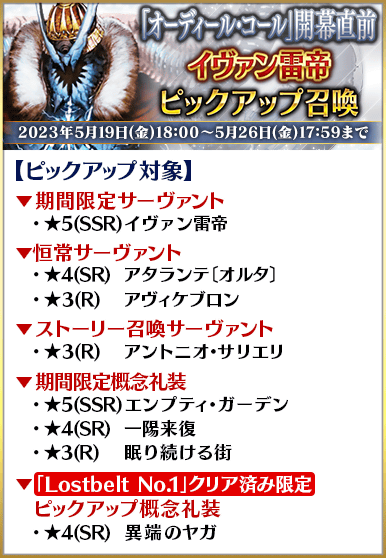 「オーディール・コール」開幕直前
イヴァン雷帝
ピックアップ召喚
2023年5月19日(金)18:00～5月26日(金)17:59まで
【ピックアップ対象】
▼期間限定サーヴァント
・★5(SSR)イヴァン雷帝
▼恒常サーヴァント
・★4(SR) アタランテ〔オルタ〕
・★3(R) アヴィケブロン
▼ストーリー召喚サーヴァント
・★3(R) アントニオ・サリエリ
▼期間限定概念礼装
・★5(SSR)エンプティ・ガーデン
・★4(SR) 一陽来復
・★3(R) 眠り続ける街
▼「Lostbelt No.1」クリア済み限定
ピックアップ概念礼装
・★4(SR) 異端のヤガ